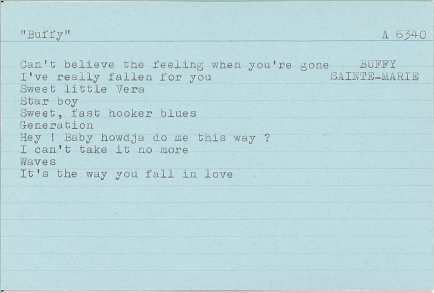 "Buffy" A 6340
Can't believe the feeling when you're gone BUFFY
I've really fallen for you SAINTE-MARIE
Sweet little Vera
Star boy
Sweet, fast hooker blues
Generation
Hey ! Baby howdja do me this way ?
I can't take it no more
Waves
It's the way you fall in love